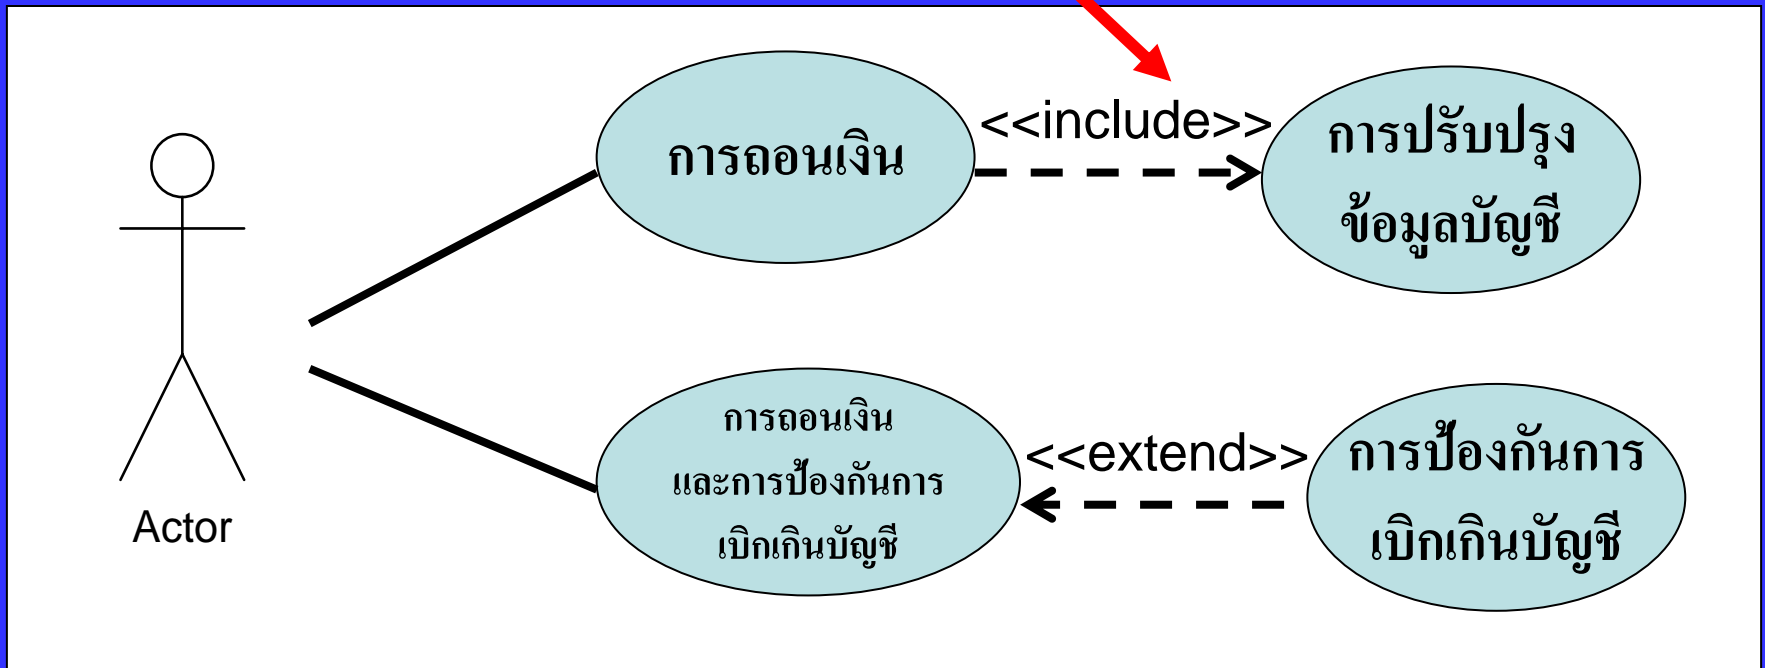 การถอนเงิน
<<include>>
การปรับปรุง
ข้อมูลบัญชี
Actor
การถอนเงิน
และการป้องกันการ
เบิกเกินบัญชี
<<extend>>
การป้องกันการ
เบิกเกินบัญชี